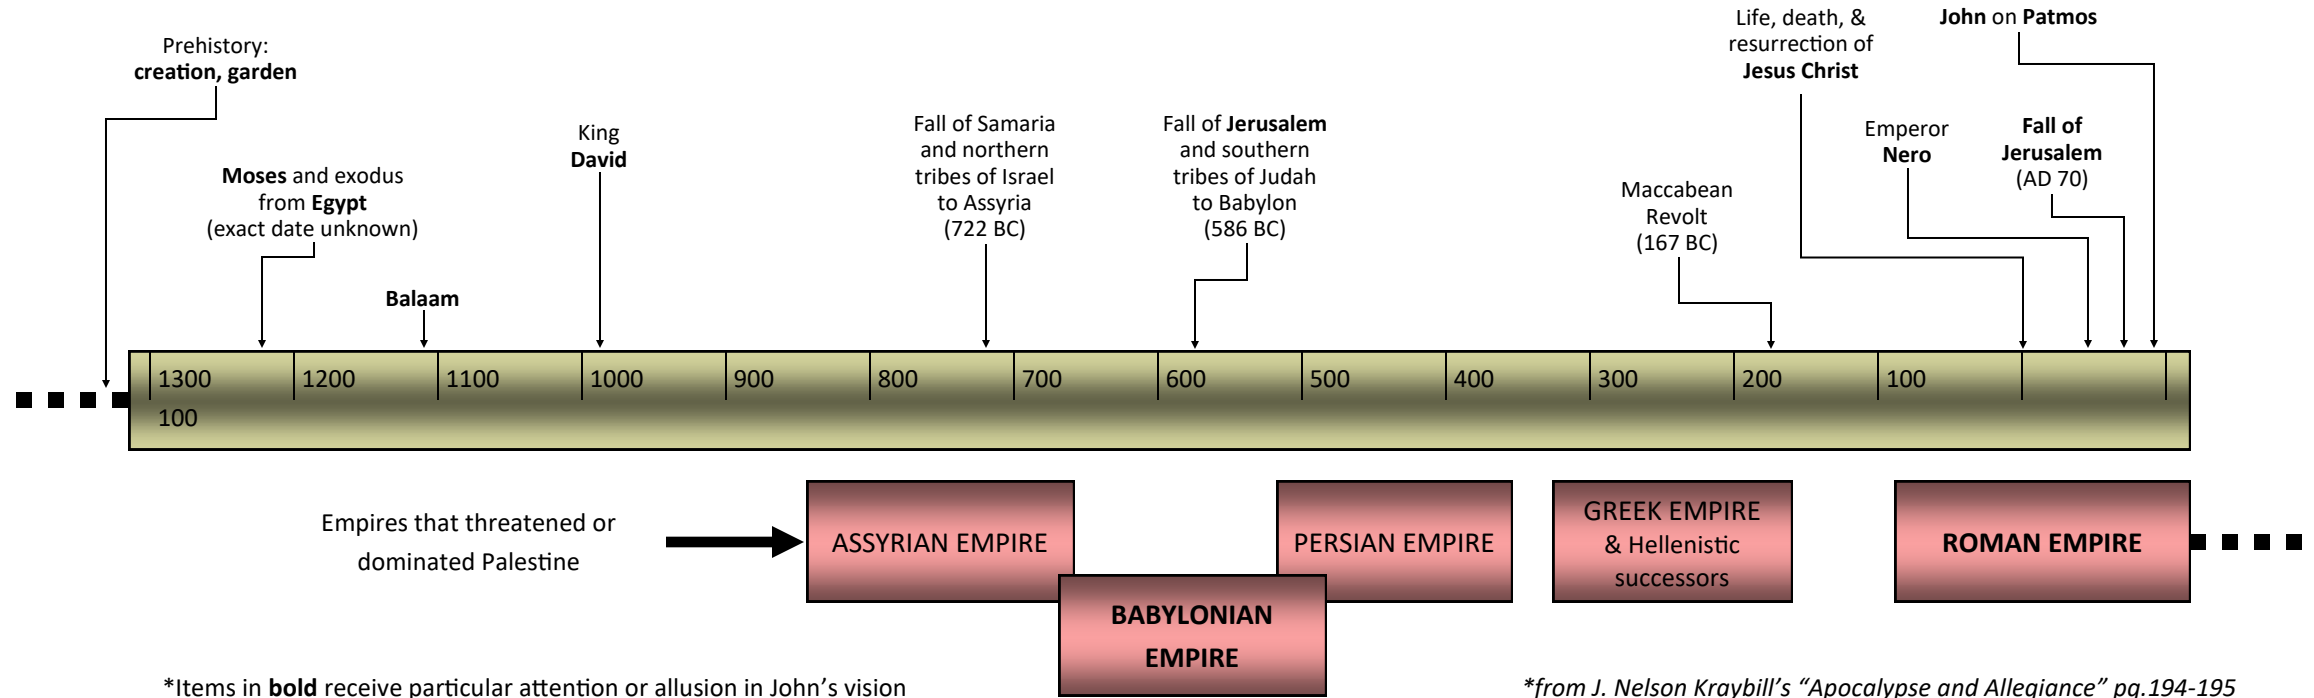 Prehistory:
creation, garden
Moses and exodus
from Egypt
(exact date unknown)
Balaam
King
David
Fall of Samaria
and northern
tribes of Israel
to Assyria
(722 BC)
Fall of Jerusalem
and southern
tribes of Judah
to Babylon
(586 BC)
Maccabean
Revolt
(167 BC)
Life, death, &
resurrection of
Jesus Christ
Emperor
Nero
John on Patmos
Fall of
Jerusalem
(AD 70)
1300 1200 1100 1000 900 800 700 600 500 400 300 200 100
100
Empires that threatened or
dominated Palestine
ASSYRIAN EMPIRE
BABYLONIAN
EMPIRE
PERSIAN EMPIRE
GREEK EMPIRE
& Hellenistic
successors
ROMAN EMPIRE
*Items in bold receive particular attention or allusion in John’s vision
*from J. Nelson Kraybill’s “Apocalypse and Allegiance” pg.194-195